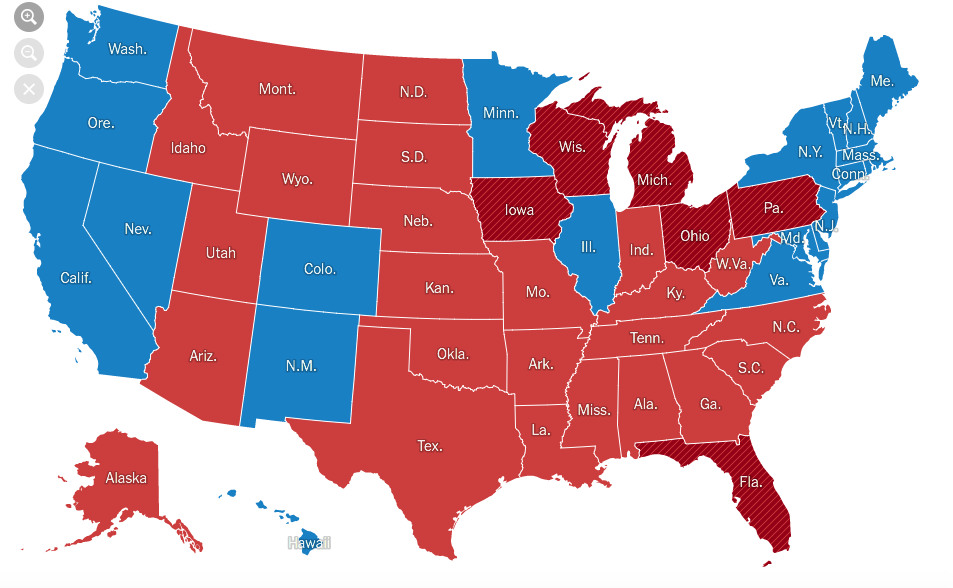 Wash.
Mont.
N.D.
Minn.
Me.
Ore.
Idaho
S.D.
Wis.
Mich.
Vt.
N.H.
N.Y.
Mass.
Conn.
Wyo.
Neb.
Iowa
Pa.
N.J.
Nev.
Utah
Colo.
Ill.
Ind.
Ohio
Md.
Calif.
Kan.
Mo.
W.Va.
Va.
Ky.
Ariz.
N.M.
Okla.
Ark.
Tenn.
N.C.
S.C.
Tex.
La.
Miss.
Ala.
Ga.
Fla.
Alaska
Hawaii